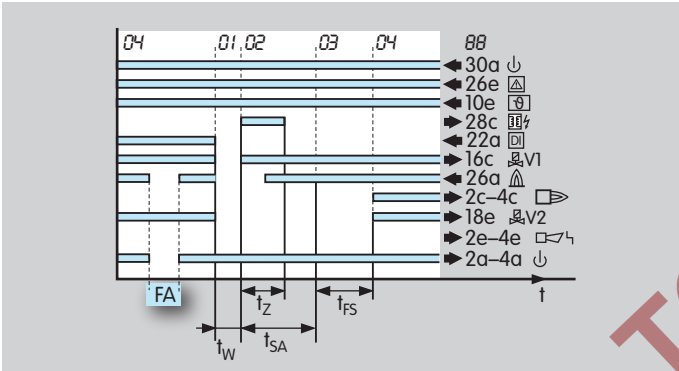 04 01 02 03 04 88
30a
26e
10e
28c
22a DI
16c V1
26a
2c–4c
18e V2
2e–4e
2a–4a
t
FA
tZ tFS
tW tSA